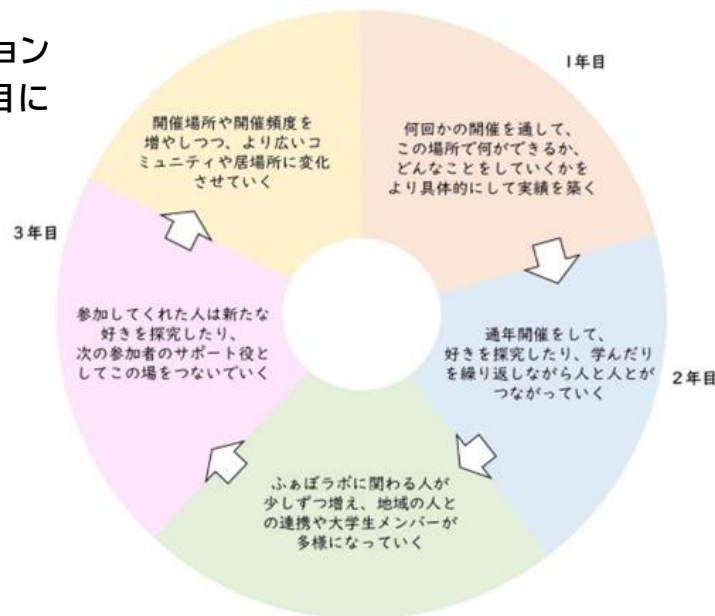 ョン
目に
1年目
何回かの開催を通して、
この場所で何ができるか、
どんなことをしていくかを
より具体的にして実績を築く
2年目
通年開催をして、
好きを探究したり、学んだり
を繰り返しながら人と人とが
つながっていく
ふぁぼラボに関わる人が
少しずつ増え、地域の人と
の連携や大学生メンバーが
多様になっていく
3年目
参加してくれた人は新たな
好きを探究したり、
次の参加者のサポート役と
してこの場をつないでいく
開催場所や開催頻度を
増やしつつ、より広いコ
ミュニティや居場所に変化
させていく